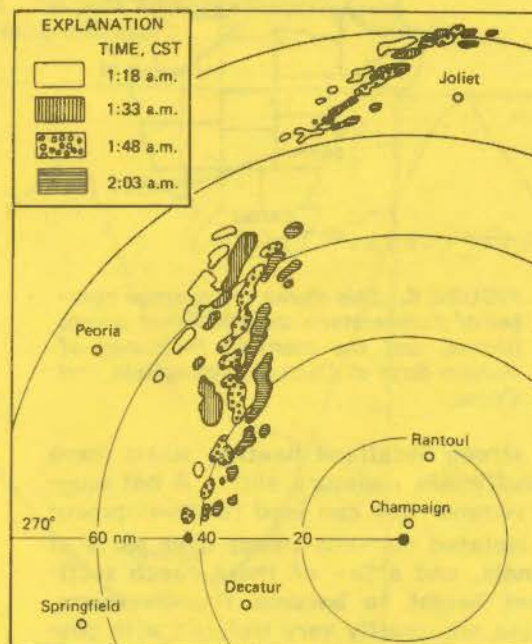 EXPLANATION
TIME, CST
1:18 a.m.
1:33 a.m.
1:48 a.m.
2:03 a.m.
Joliet
Peoria
Rantoul
Champaign
270°
60 nm
40
20
Decatur
Springfield